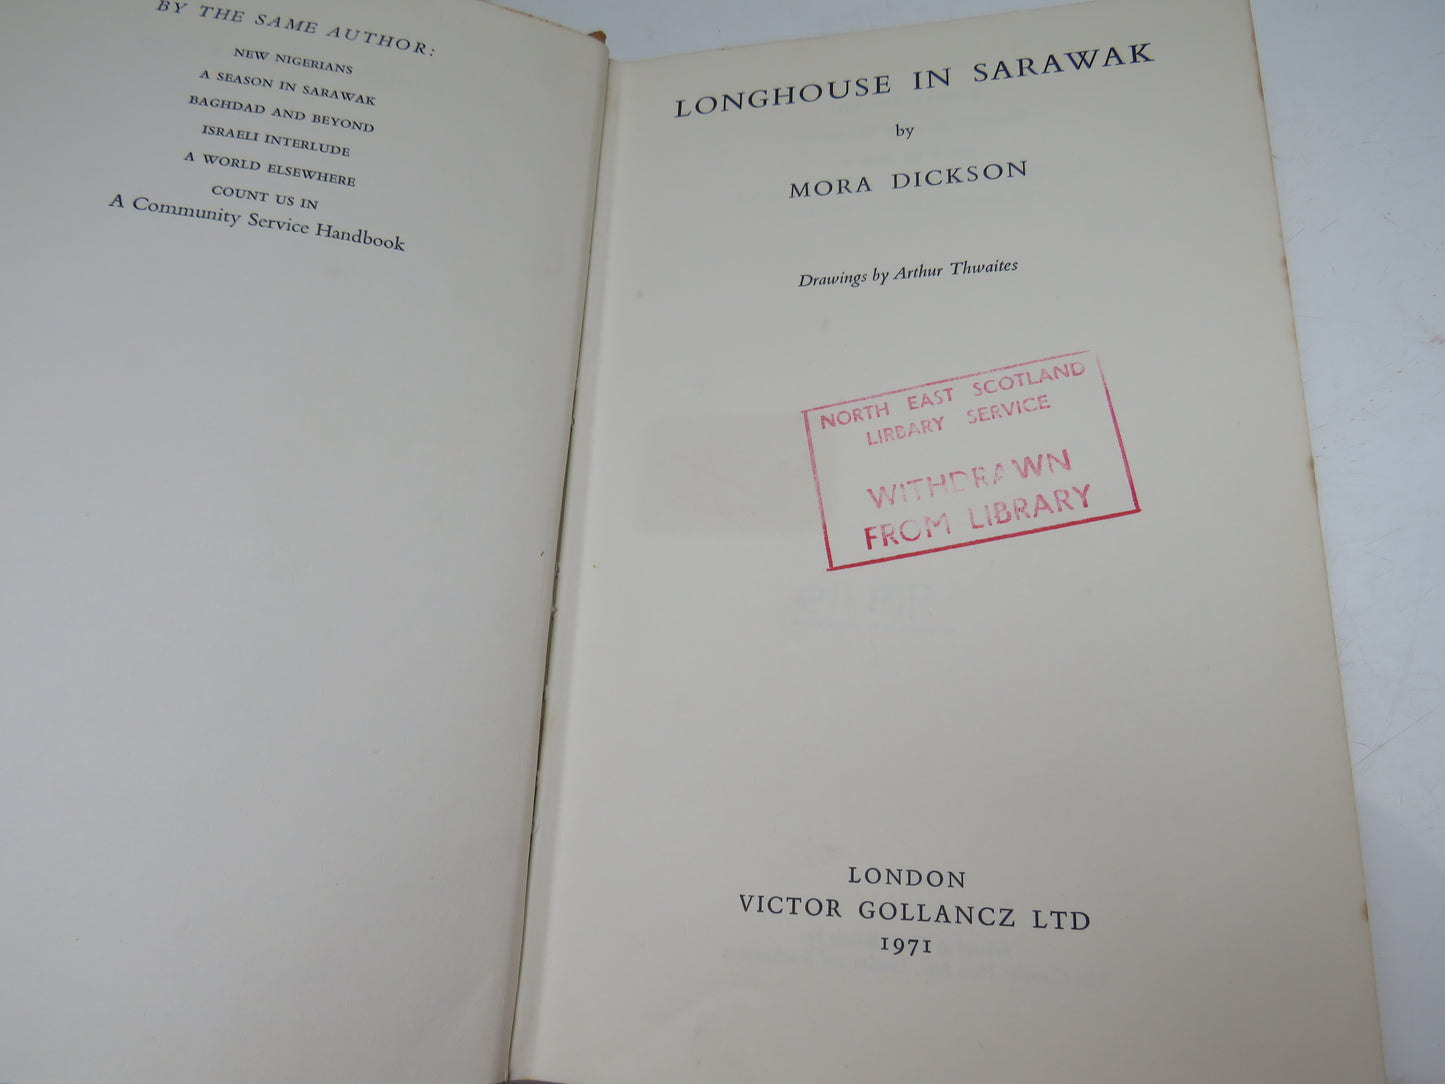 BY THE SAME AUTHOR:
NEW NIGERIANS
A SEASON IN SARAWAK
BAGHDAD AND BEYOND
ISRAELI INTERLUDE
A WORLD ELSEWHERE
COUNT US IN
A Community Service Handbook
LONGHOUSE IN SARAWAK
by
MORA DICKSON
Drawings by Arthur Thwaites
NORTH EAST SCOTLAND
LIRBARY SERVICE
WITHDRAWN
FROM LIBRARY
LONDON
VICTOR GOLLANCZ LTD
1971